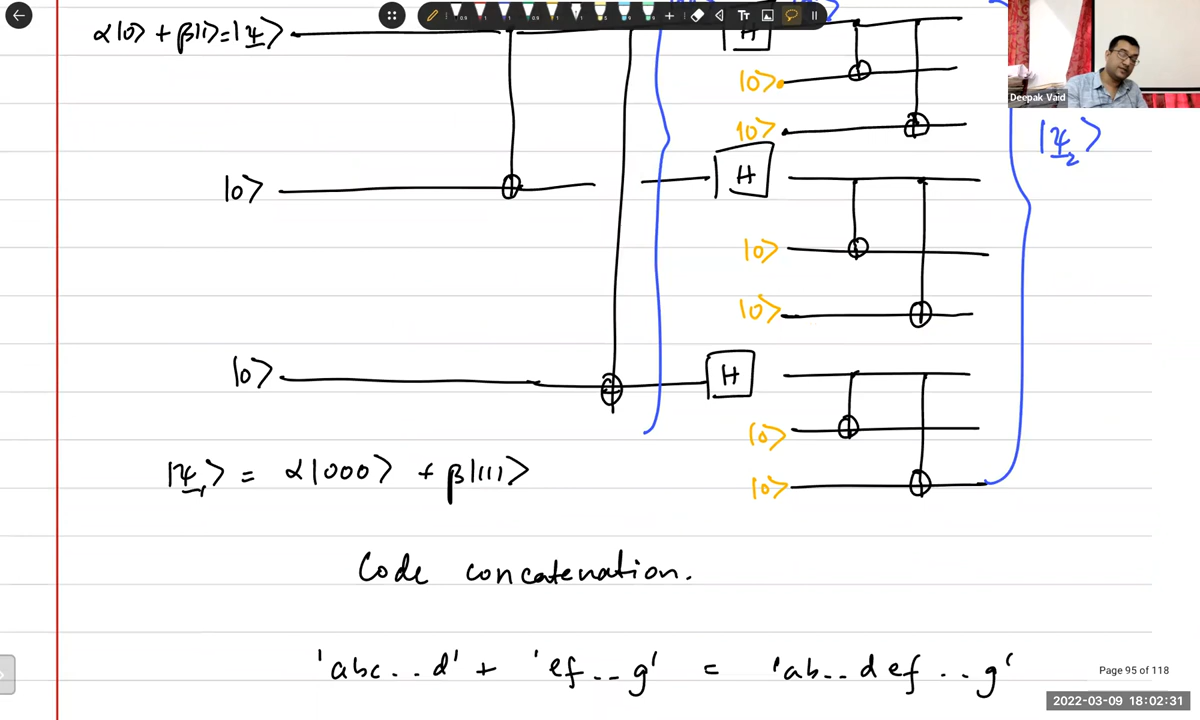 α|0⟩ + β|1⟩ = |Ψ⟩
H
|0⟩
|0⟩
Deepak Vaid
|Ψ₂⟩
|0⟩
H
|0⟩
|0⟩
|0⟩
H
|0⟩
|Ψ₁⟩ = α|000⟩ + β|111⟩
|0⟩
Code concatenation.
'abc..d' + 'ef..g' = 'ab..def..g'
Page 95 of 118
2022-03-09 18:02:31